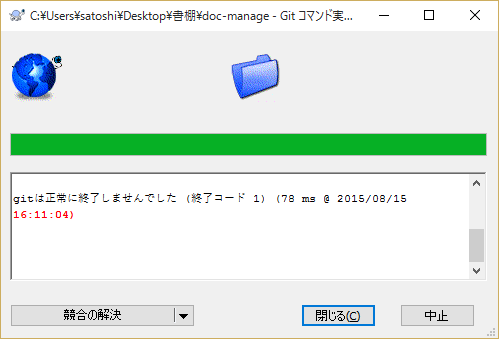 C:¥Users¥satoshi¥Desktop¥書棚¥doc-manage - Git コマンド実...
gitは正常に終了しませんでした (終了コード 1) (78 ms @ 2015/08/15
16:11:04)
競合の解決
閉じる(C)
中止